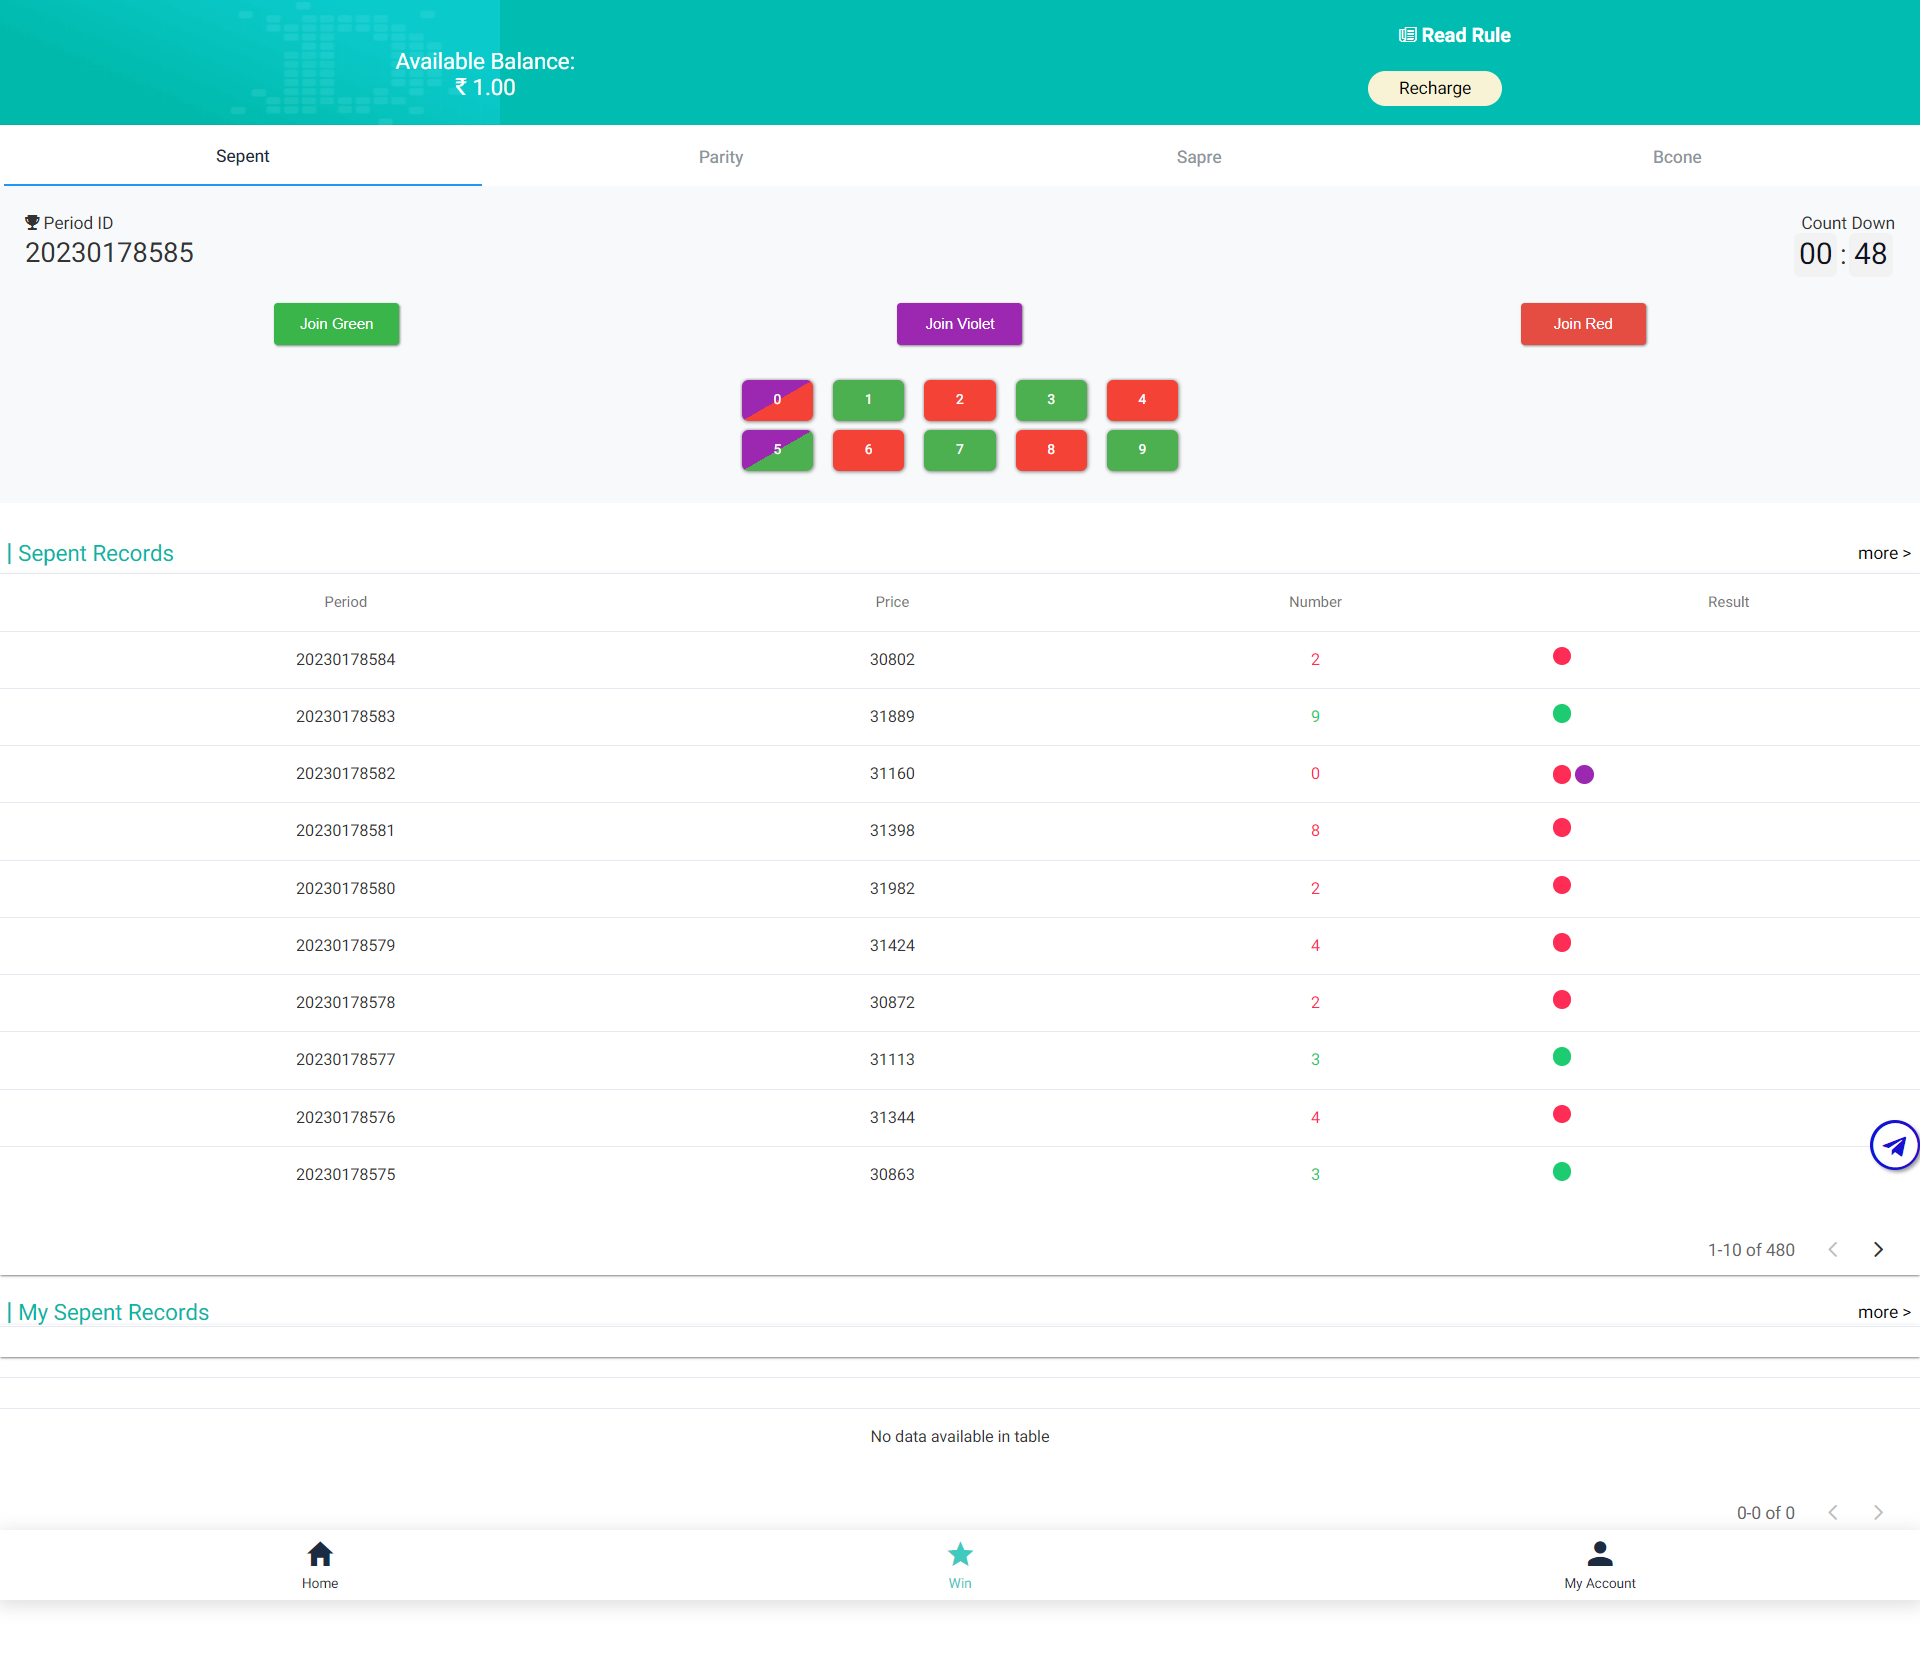 Available Balance:
₹ 1.00
Read Rule
Recharge
Sepent Parity Sapre Bcone
Period ID Count Down
20230178585 00 : 48
Join Green Join Violet Join Red
0 1 2 3 4
5 6 7 8 9
| Sepent Records more >
Period Price Number Result
20230178584 30802 2
20230178583 31889 9
20230178582 31160 0
20230178581 31398 8
20230178580 31982 2
20230178579 31424 4
20230178578 30872 2
20230178577 31113 3
20230178576 31344 4
20230178575 30863 3
1-10 of 480
| My Sepent Records more >
No data available in table
0-0 of 0
Home Win My Account